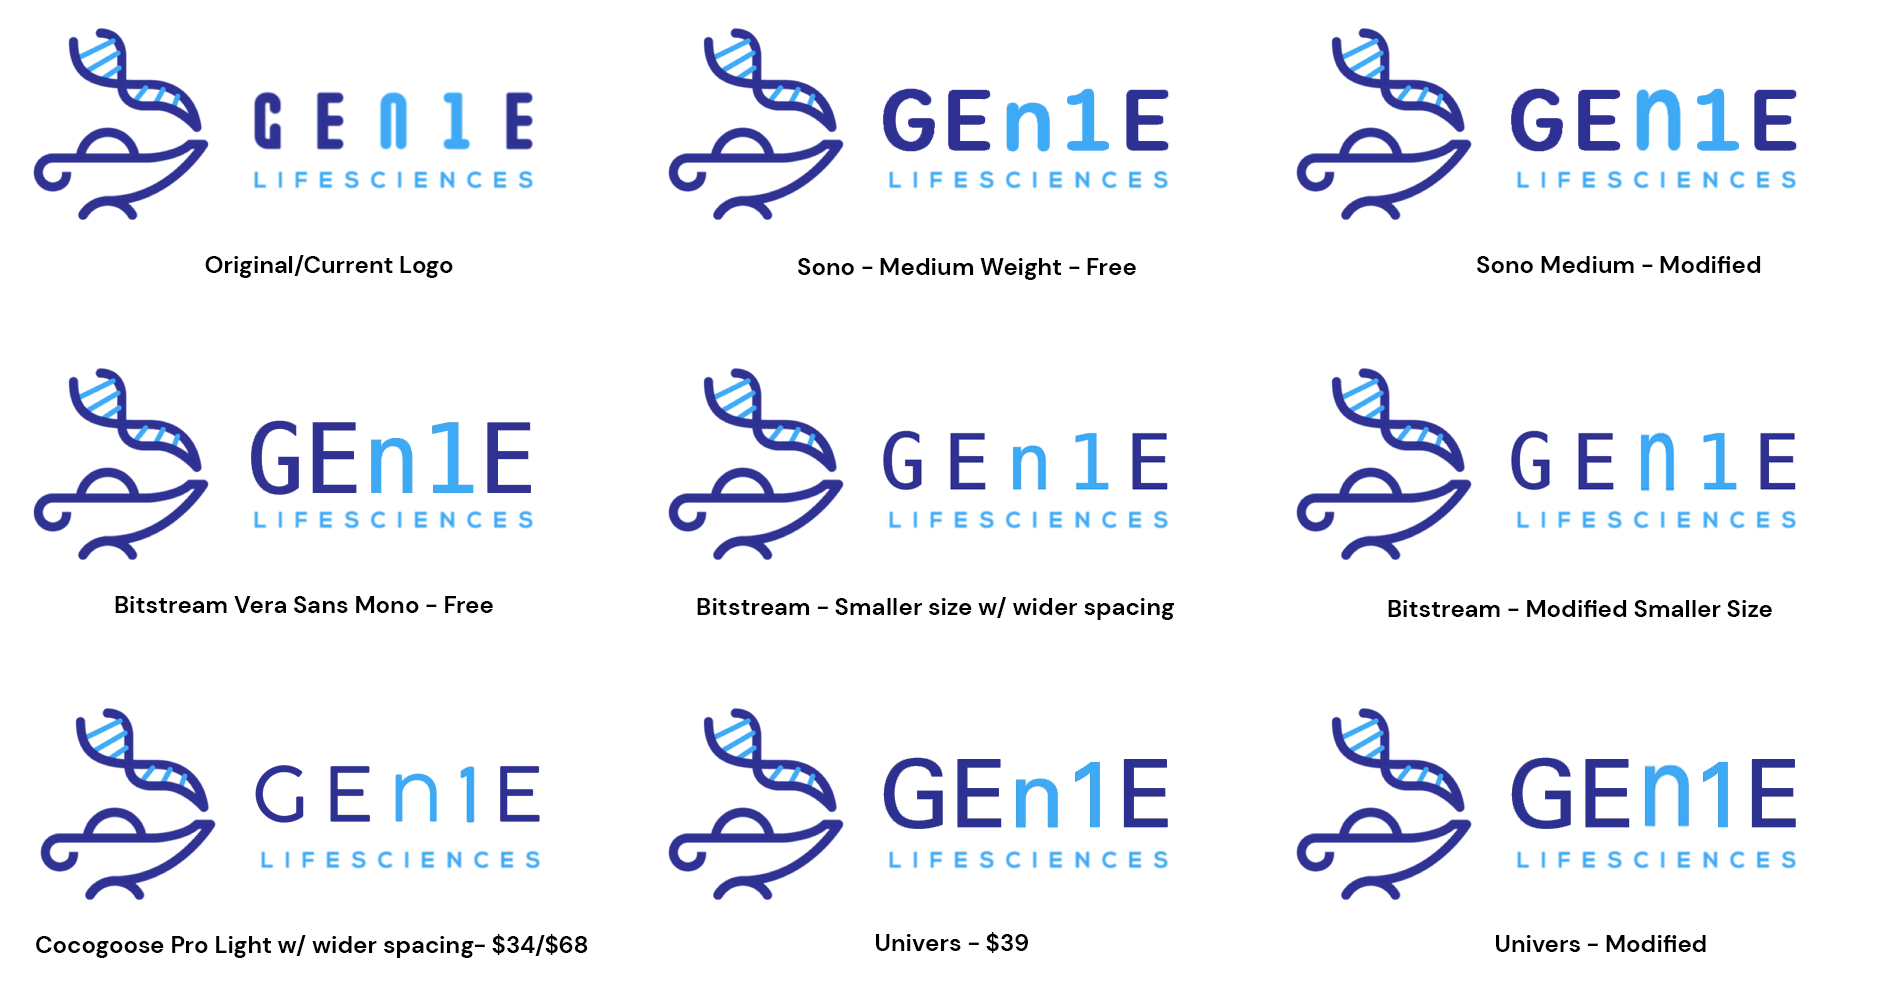 GEn1E
LIFESCIENCES
Original/Current Logo
GEn1E
LIFESCIENCES
Sono - Medium Weight - Free
GEn1E
LIFESCIENCES
Sono Medium - Modified
GEn1E
LIFESCIENCES
Bitstream Vera Sans Mono - Free
GEn1E
LIFESCIENCES
Bitstream - Smaller size w/ wider spacing
GEn1E
LIFESCIENCES
Bitstream - Modified Smaller Size
GEn1E
LIFESCIENCES
Cocogoose Pro Light w/ wider spacing- $34/$68
GEn1E
LIFESCIENCES
Univers - $39
GEn1E
LIFESCIENCES
Univers - Modified